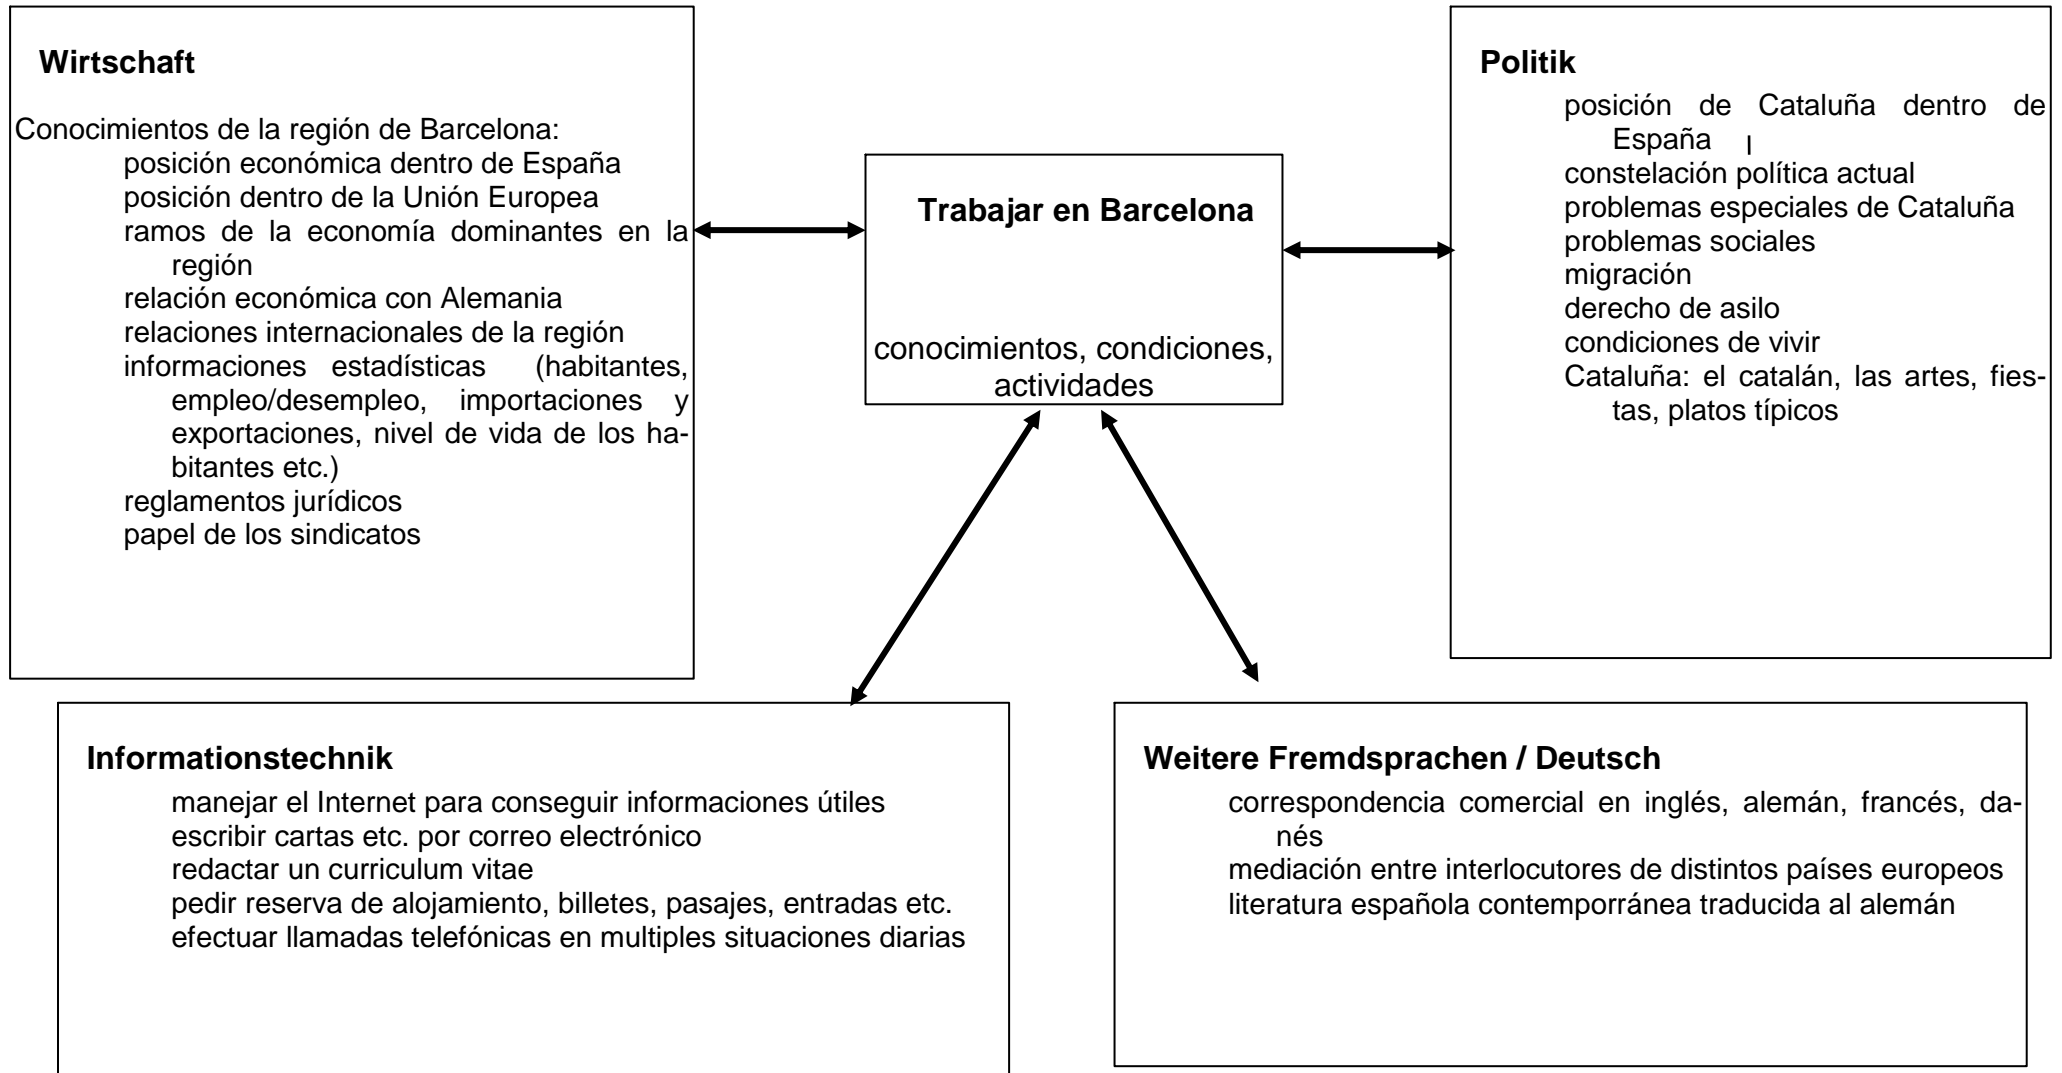 Wirtschaft
Conocimientos de la región de Barcelona:
posición económica dentro de España
posición dentro de la Unión Europea
ramos de la economía dominantes en la
región
relación económica con Alemania
relaciones internacionales de la región
informaciones estadísticas (habitantes,
empleo/desempleo, importaciones y
exportaciones, nivel de vida de los ha-
bitantes etc.)
reglamentos jurídicos
papel de los sindicatos
Trabajar en Barcelona
conocimientos, condiciones,
actividades
Politik
posición de Cataluña dentro de
España
constelación política actual
problemas especiales de Cataluña
problemas sociales
migración
derecho de asilo
condiciones de vivir
Cataluña: el catalán, las artes, fies-
tas, platos típicos
Informationstechnik
manejar el Internet para conseguir informaciones útiles
escribir cartas etc. por correo electrónico
redactar un curriculum vitae
pedir reserva de alojamiento, billetes, pasajes, entradas etc.
efectuar llamadas telefónicas en multiples situaciones diarias
Weitere Fremdsprachen / Deutsch
correspondencia comercial en inglés, alemán, francés, da-
nés
mediación entre interlocutores de distintos países europeos
literatura española contemporránea traducida al alemán